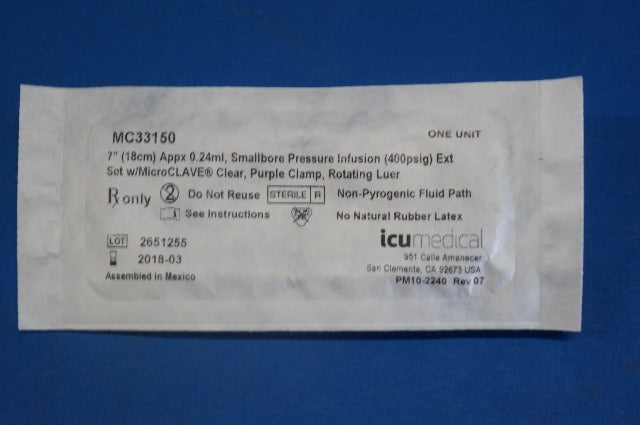 MC33150
ONE UNIT
7" (18cm) Appx 0.24ml, Smallbore Pressure Infusion (400psig) Ext
Set w/MicroCLAVE® Clear, Purple Clamp, Rotating Luer
Rx only
2
Do Not Reuse
STERILE R
Non-Pyrogenic Fluid Path
See Instructions
No Natural Rubber Latex
LOT 2651255
icumedical
2018-03
951 Calle Amanecer
San Clemente, CA 92673 USA
Assembled in Mexico
PM10-2240 Rev 07